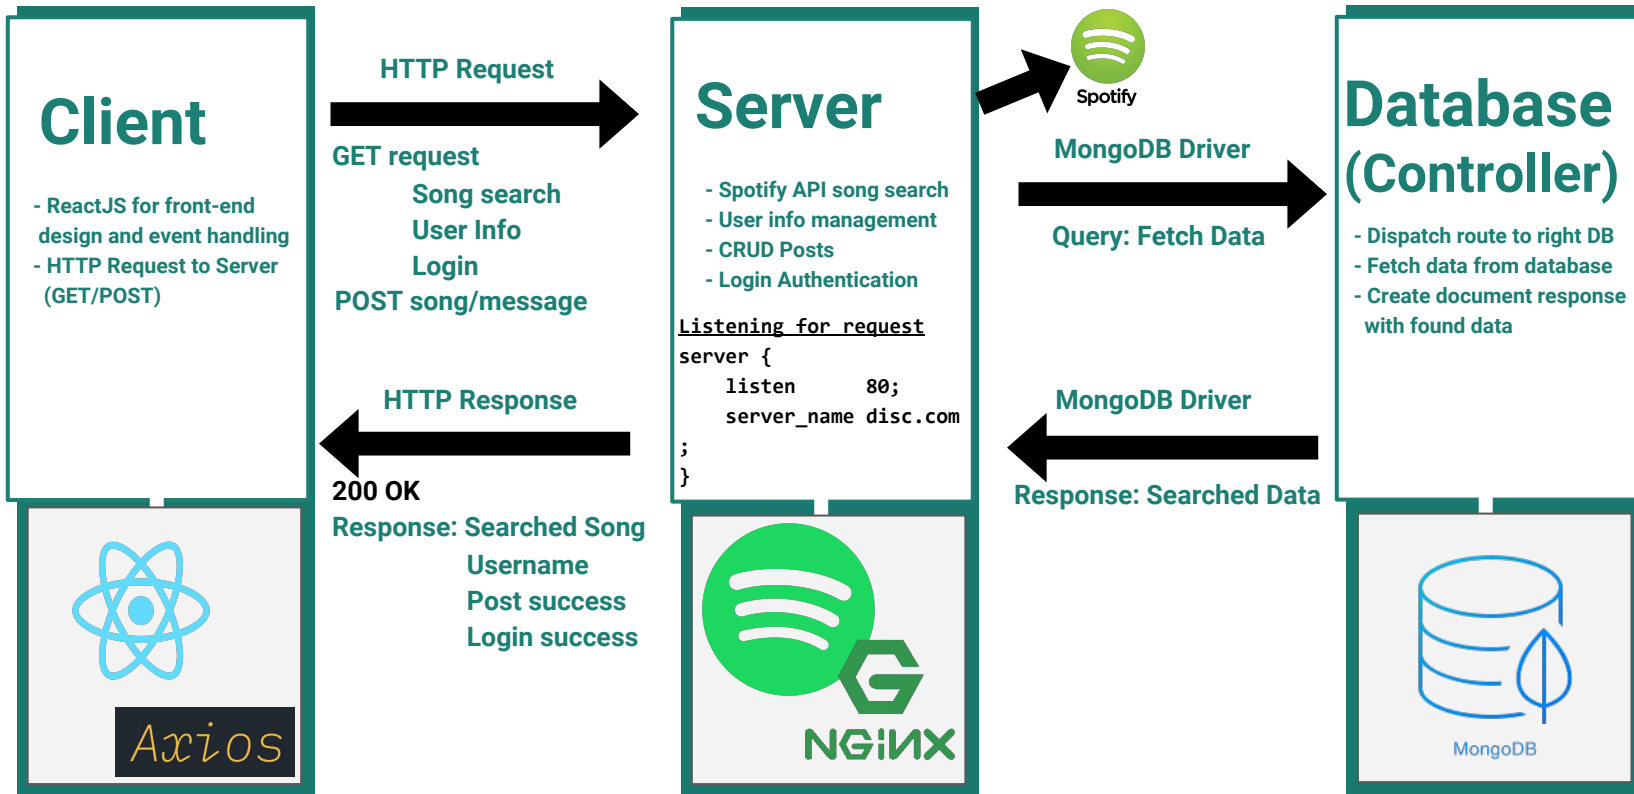 Client
- ReactJS for front-end
design and event handling
- HTTP Request to Server
(GET/POST)
Axios
HTTP Request
GET request
Song search
User Info
Login
POST song/message
HTTP Response
200 OK
Response: Searched Song
Username
Post success
Login success
Server
- Spotify API song search
- User info management
- CRUD Posts
- Login Authentication
Listening for request
server {
listen 80;
server_name disc.com
;
}
G
NGiNX
Spotify
MongoDB Driver
Query: Fetch Data
MongoDB Driver
Response: Searched Data
Database
(Controller)
- Dispatch route to right DB
- Fetch data from database
- Create document response
with found data
MongoDB